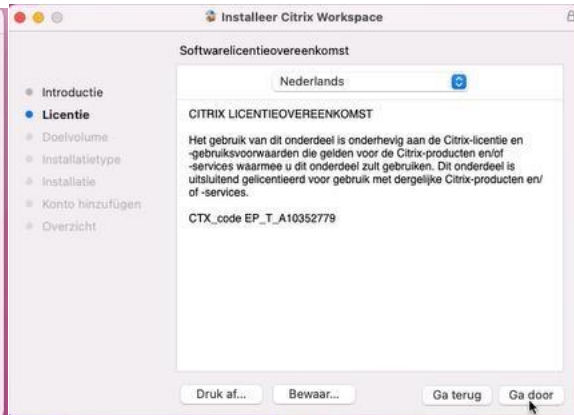 Installeer Citrix Workspace
Softwarelicentieovereenkomst
Introductie
Licentie
Doelvolume
Installatietype
Installatie
Konto hinzufügen
Overzicht
Nederlands
CITRIX LICENTIEOVEREENKOMST
Het gebruik van dit onderdeel is onderhevig aan de Citrix-licentie en
-gebruiksvoorwaarden die gelden voor de Citrix-producten en/of
-services waarmee u dit onderdeel zult gebruiken. Dit onderdeel is
uitsluitend gelicentieerd voor gebruik met dergelijke Citrix-producten en/
of -services.
CTX_code EP_T_A10352779
Druk af...
Bewaar...
Ga terug
Ga door